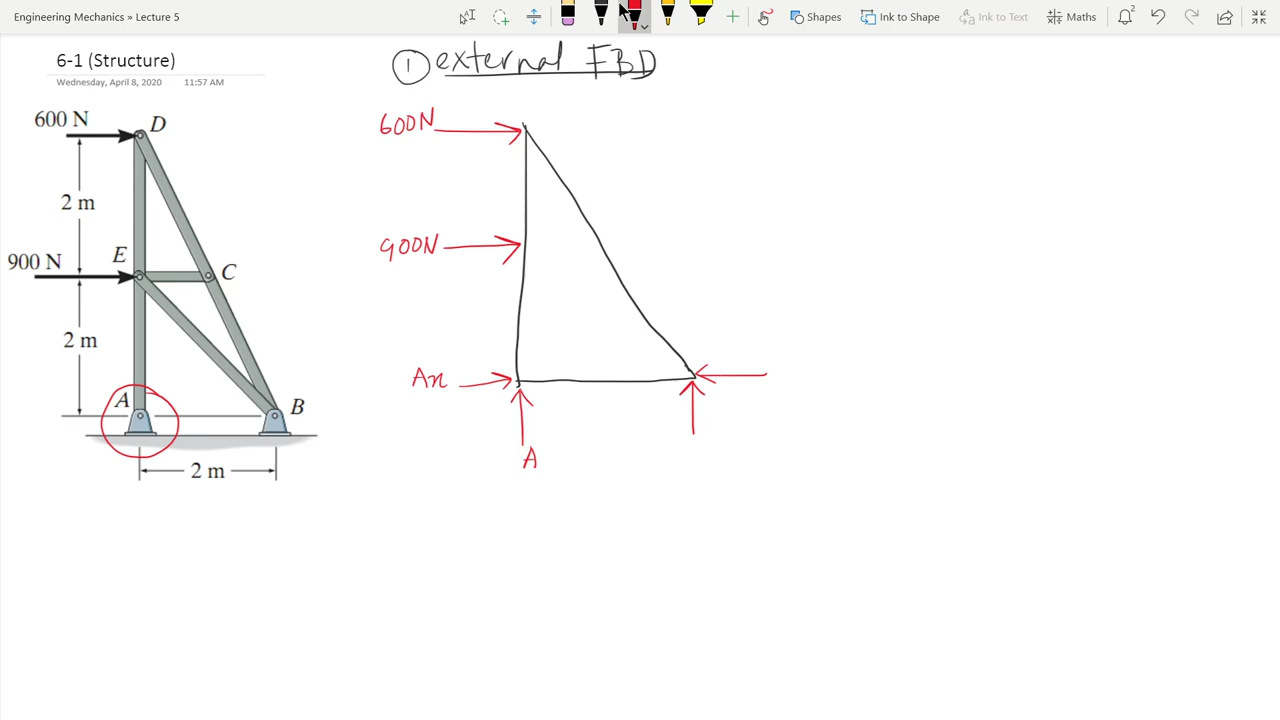 Engineering Mechanics » Lecture 5
Shapes
Ink to Shape
Ink to Text
Maths
6-1 (Structure)
Wednesday, April 8, 2020 11:57 AM
① external FBD
600 N
D
2 m
E
C
900 N
2 m
A
B
2 m
600N
900N
Ax
A